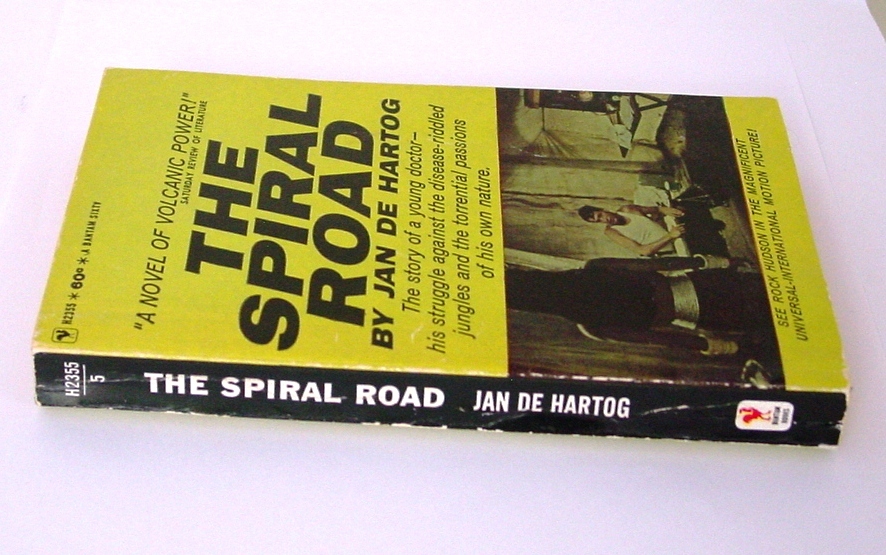 H2355 * 60¢ * A BANTAM SIXTY
"A NOVEL OF VOLCANIC POWER!"
SATURDAY REVIEW OF LITERATURE
THE
SPIRAL
ROAD
BY JAN DE HARTOG
The story of a young doctor—
his struggle against the disease-riddled
jungles and the torrential passions
of his own nature.
SEE ROCK HUDSON IN THE MAGNIFICENT
UNIVERSAL-INTERNATIONAL MOTION PICTURE!
H2355
5
THE SPIRAL ROAD JAN DE HARTOG
BANTAM
BOOKS